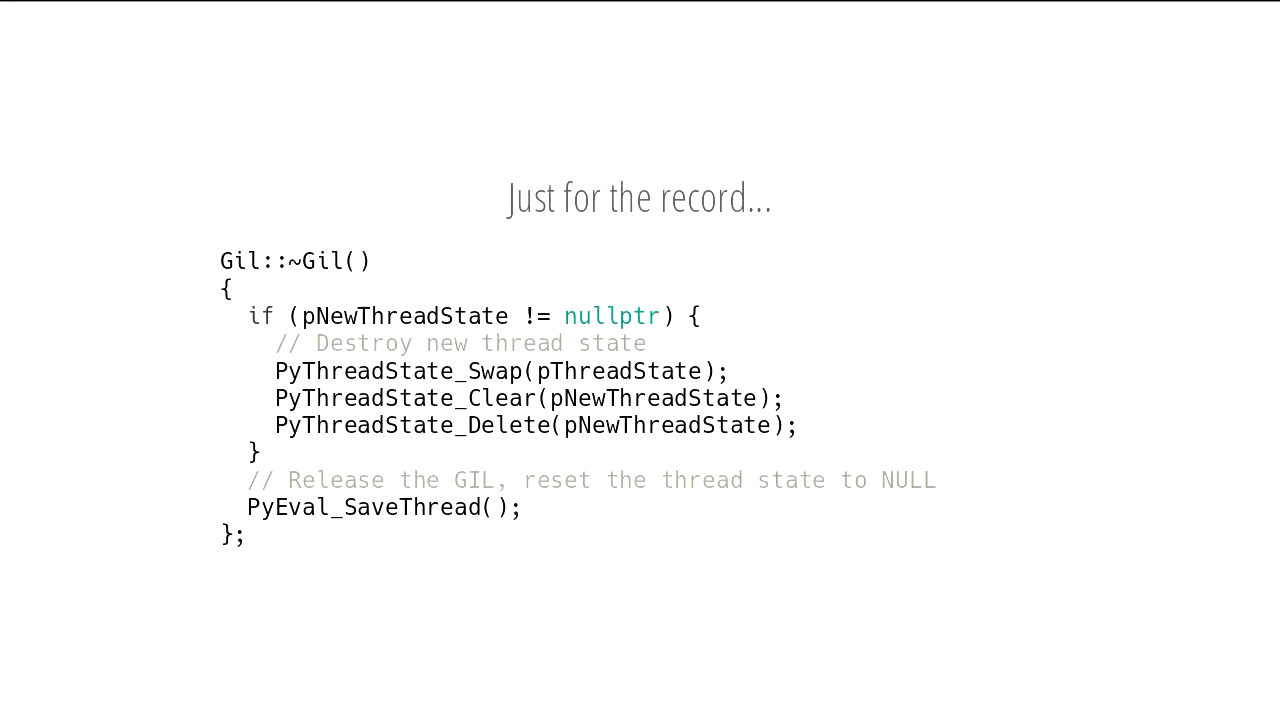 Just for the record...
Gil::~Gil()
{
  if (pNewThreadState != nullptr) {
    // Destroy new thread state
    PyThreadState_Swap(pThreadState);
    PyThreadState_Clear(pNewThreadState);
    PyThreadState_Delete(pNewThreadState);
  }
  // Release the GIL, reset the thread state to NULL
  PyEval_SaveThread();
};